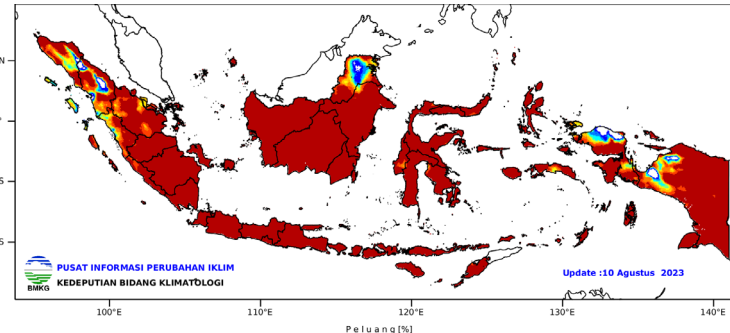 N
S
S
PUSAT INFORMASI PERUBAHAN IKLIM
KEDEPUTIAN BIDANG KLIMATOLOGI
BMKG
Update :10 Agustus 2023
100°E
110°E
120°E
130°E
140°E
Peluang [%]